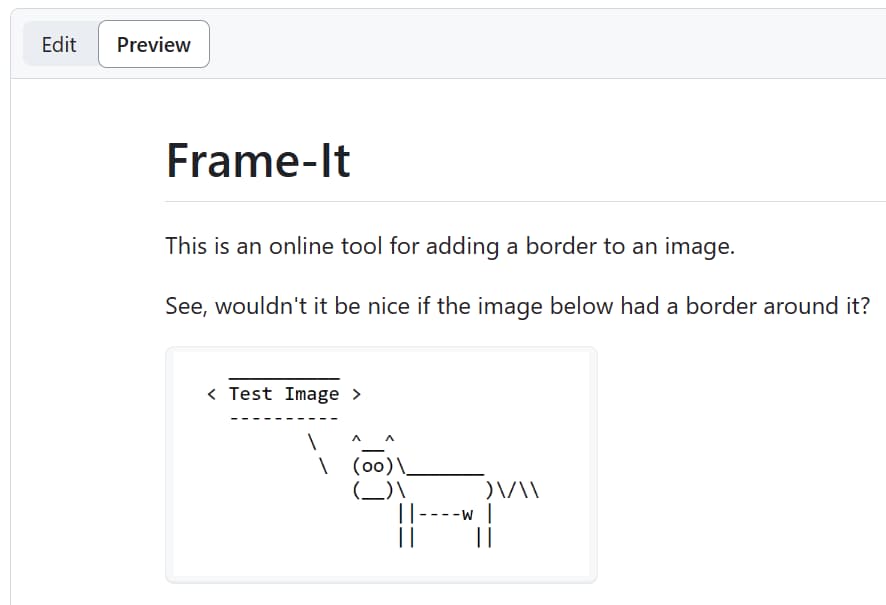 Edit
Preview
Frame-It
This is an online tool for adding a border to an image.
See, wouldn't it be nice if the image below had a border around it?
 __________
< Test Image >
 ----------
        \   ^__^
         \  (oo)\_______
            (__)\       )\/\\
                ||----w |
                ||     ||